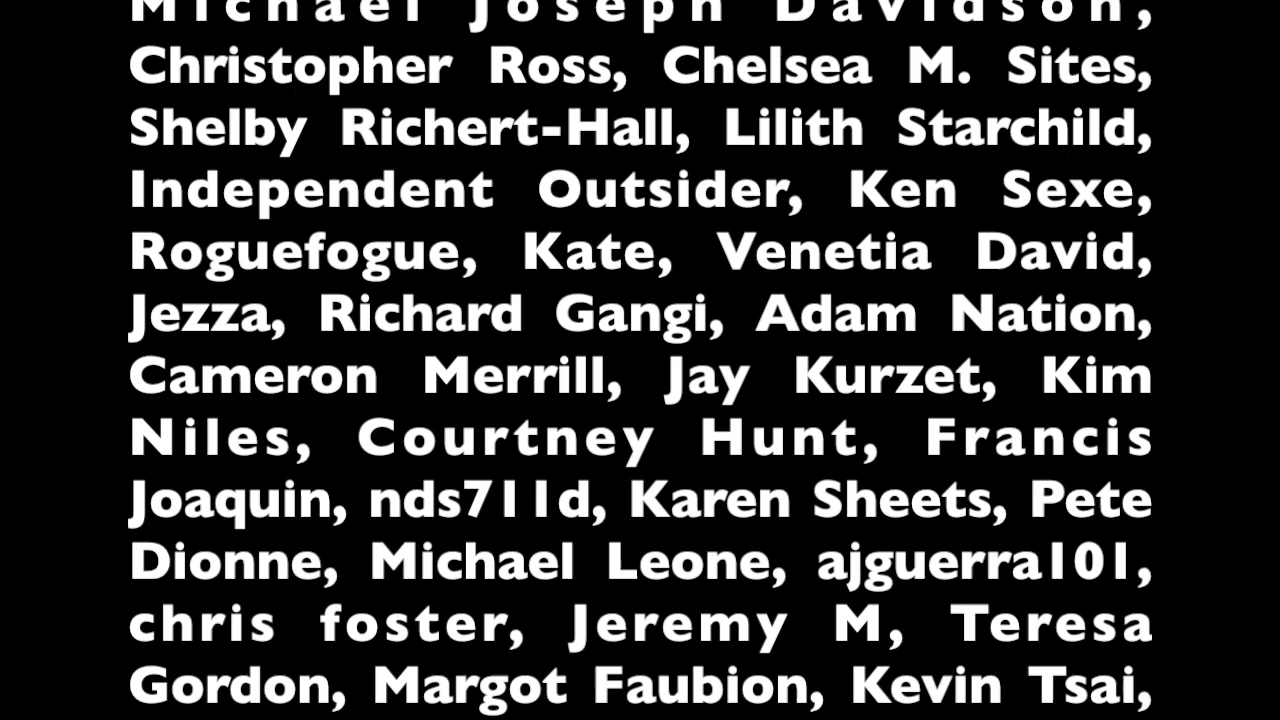 Michael Joseph Davidson,
Christopher Ross, Chelsea M. Sites,
Shelby Richert-Hall, Lilith Starchild,
Independent Outsider, Ken Sexe,
Roguefogue, Kate, Venetia David,
Jezza, Richard Gangi, Adam Nation,
Cameron Merrill, Jay Kurzet, Kim
Niles, Courtney Hunt, Francis
Joaquin, nds711d, Karen Sheets, Pete
Dionne, Michael Leone, ajguerra101,
chris foster, Jeremy M, Teresa
Gordon, Margot Faubion, Kevin Tsai,